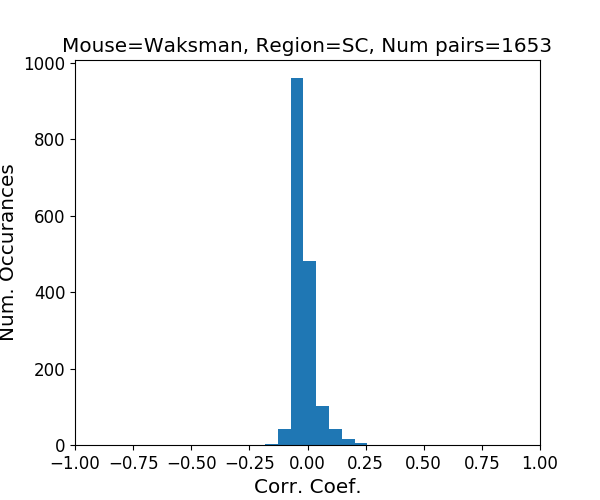 Mouse=Waksman, Region=SC, Num pairs=1653
1000
800
600
400
200
0
Num. Occurances
−1.00 −0.75 −0.50 −0.25 0.00 0.25 0.50 0.75 1.00
Corr. Coef.